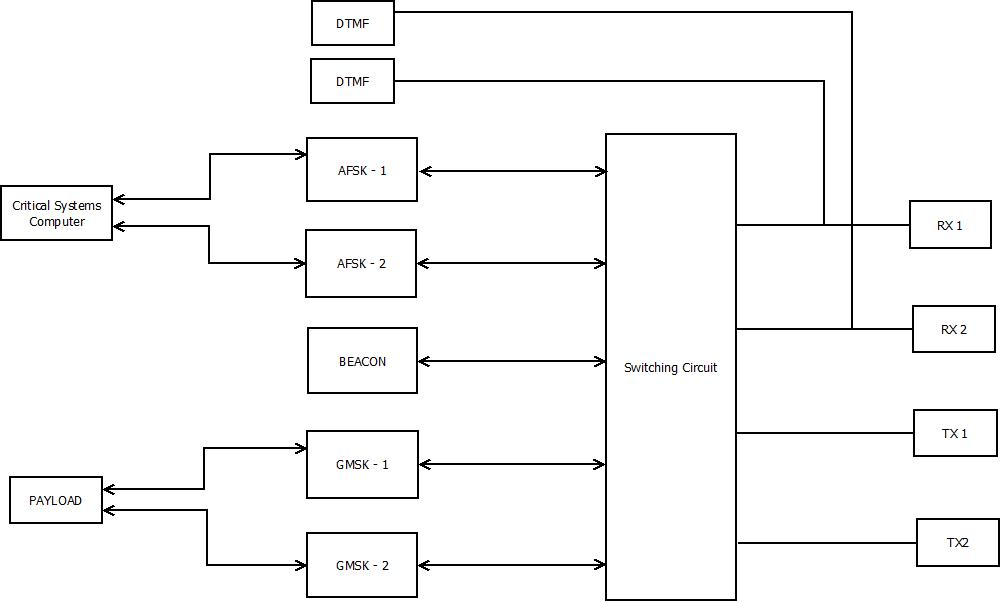 DTMF
DTMF
AFSK - 1
Critical Systems
Computer
RX 1
AFSK - 2
RX 2
BEACON
Switching Circuit
TX 1
GMSK - 1
PAYLOAD
TX2
GMSK - 2